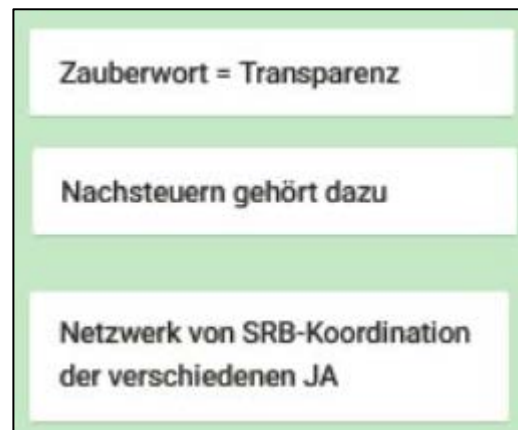 Zauberwort = Transparenz
Nachsteuern gehört dazu
Netzwerk von SRB-Koordination
der verschiedenen JA